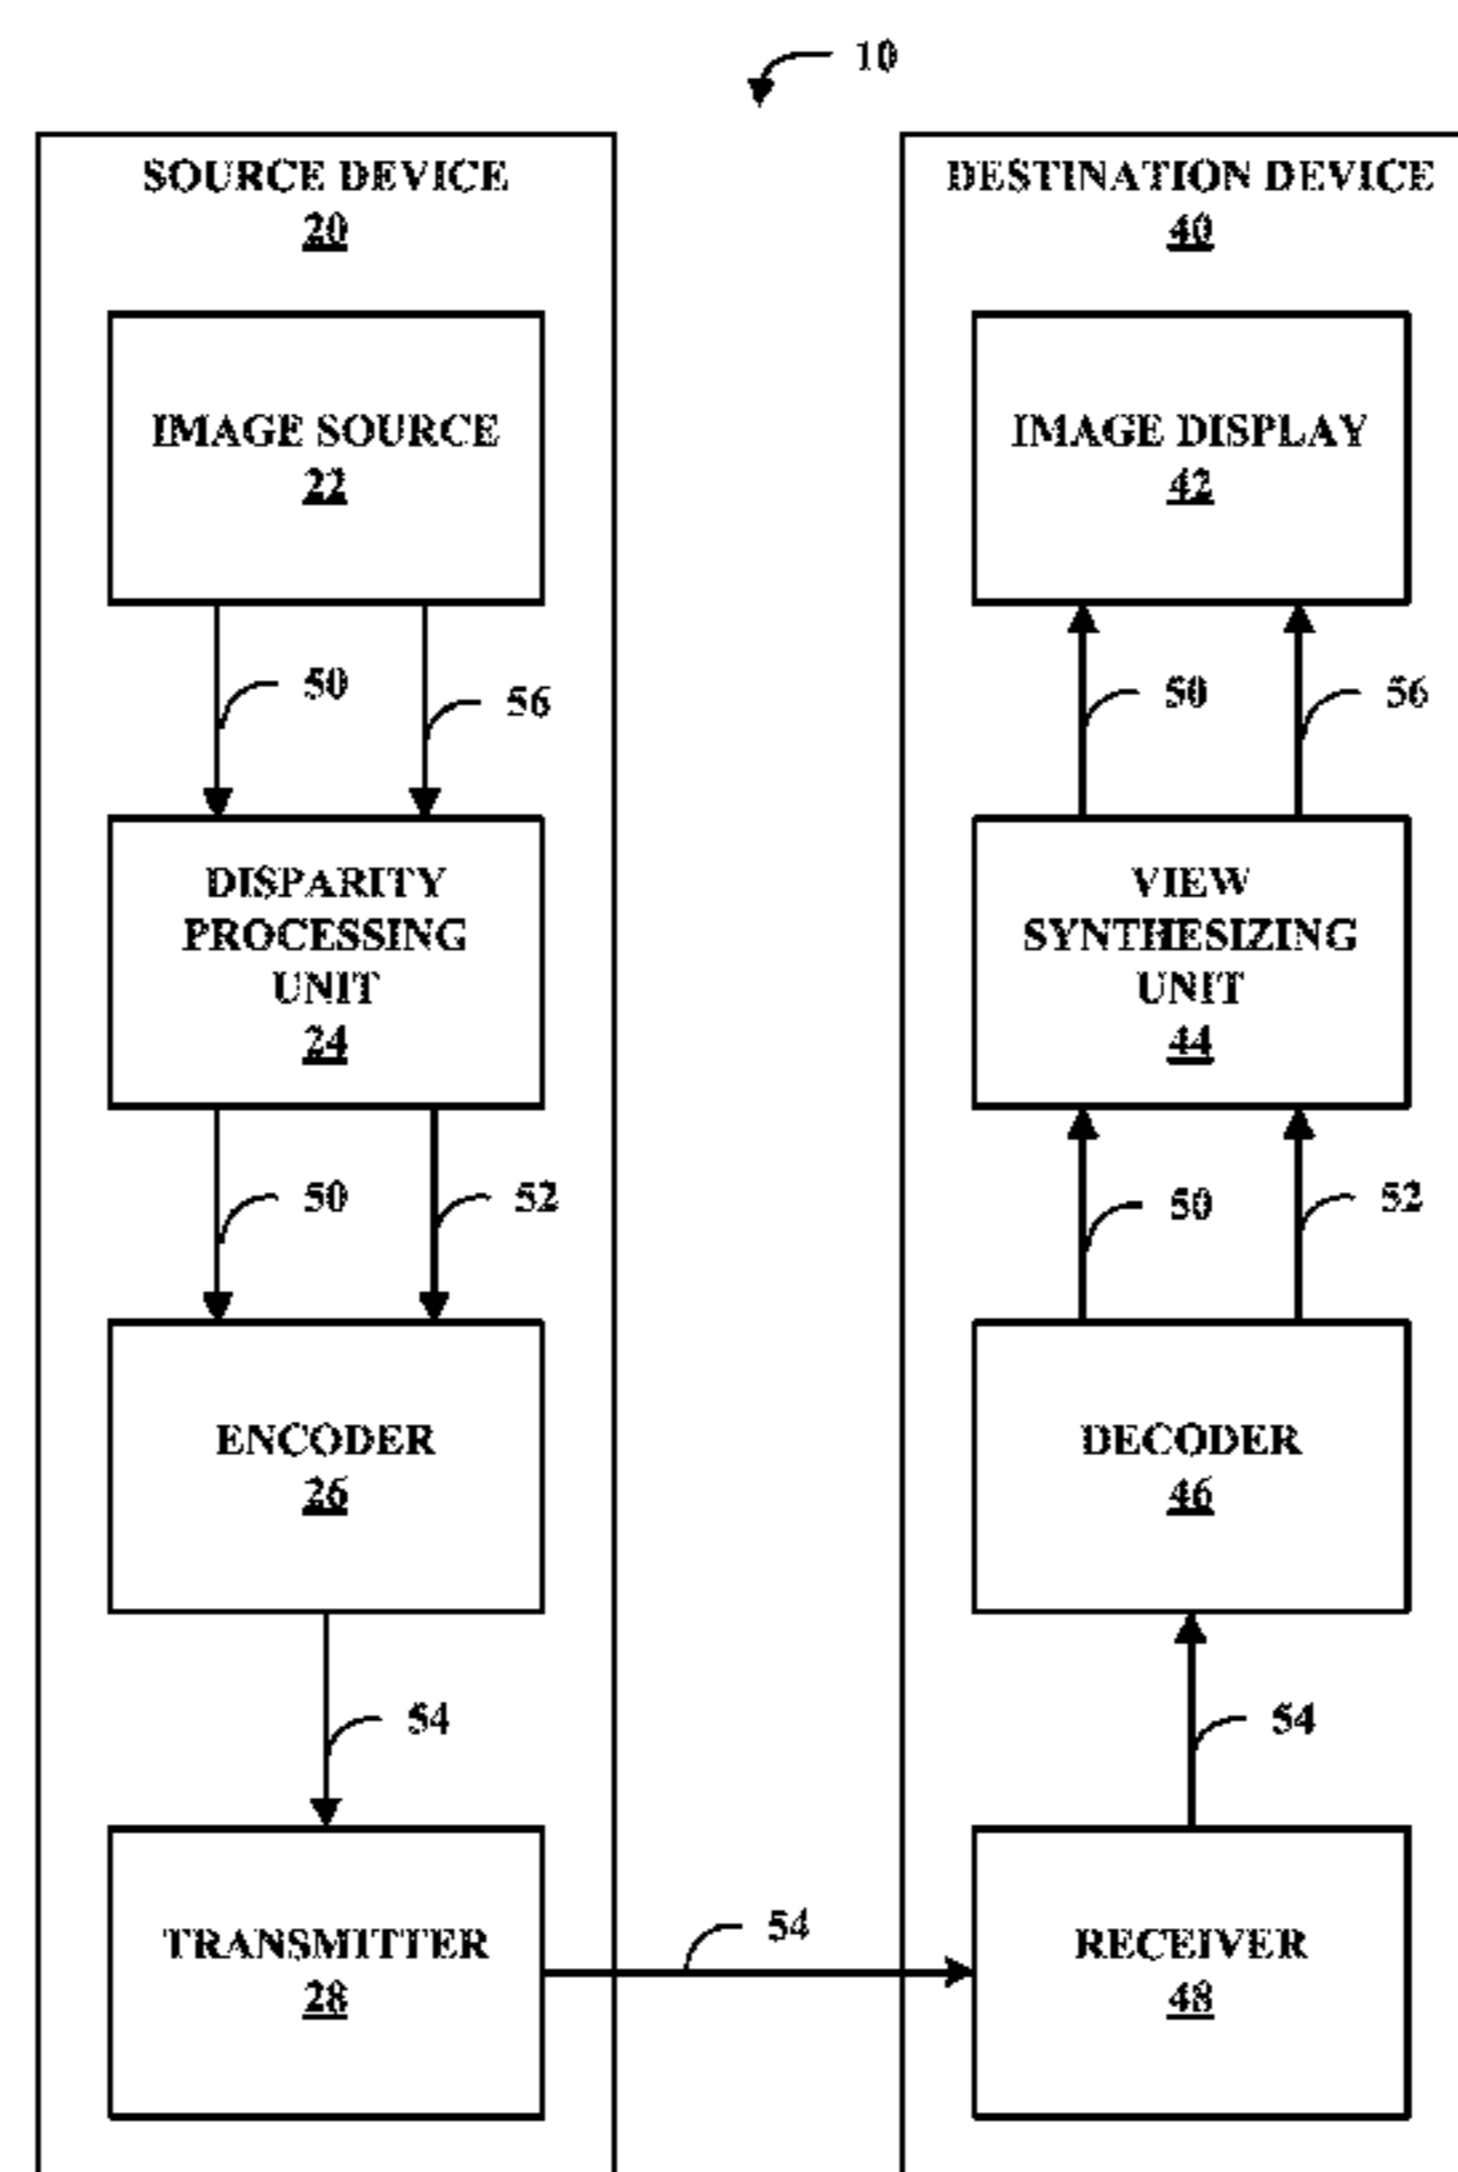 10
SOURCE DEVICE
20
IMAGE SOURCE
22
50
56
DISPARITY
PROCESSING
UNIT
24
50
52
ENCODER
26
54
TRANSMITTER
28
54
DESTINATION DEVICE
40
IMAGE DISPLAY
42
50
56
VIEW
SYNTHESIZING
UNIT
44
50
52
DECODER
46
54
RECEIVER
48